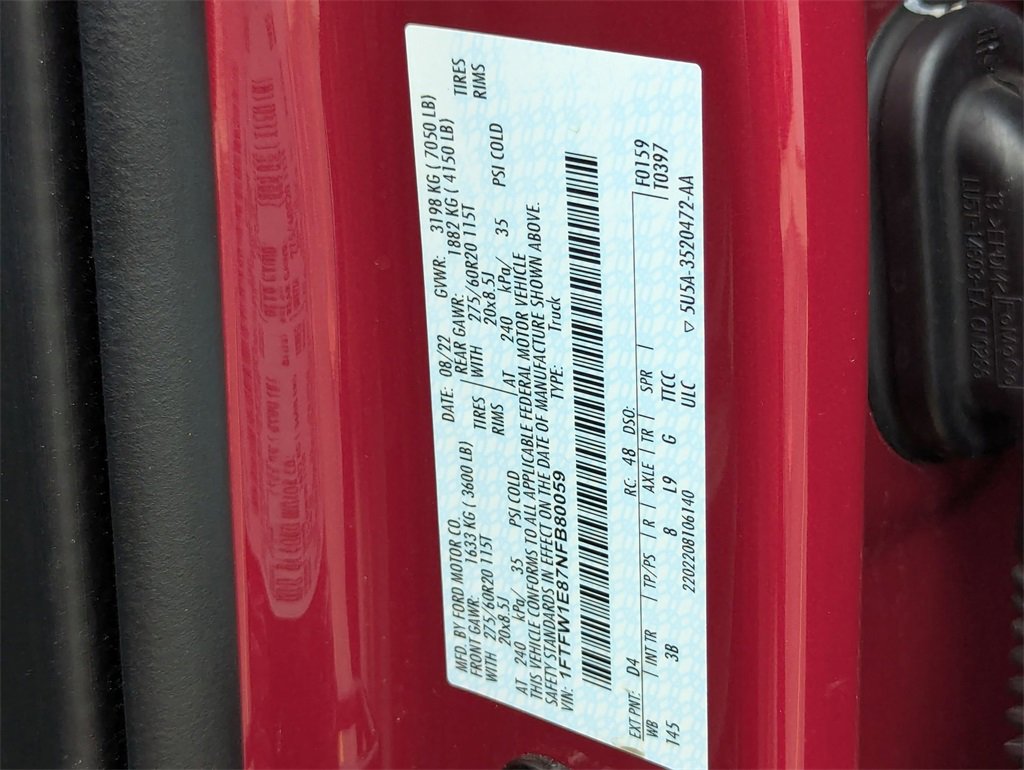 MFD. BY FORD MOTOR CO. DATE: 08/22 GVWR: 3198 KG ( 7050 LB)
FRONT GAWR: 1633 KG ( 3600 LB) REAR GAWR: 1882 KG ( 4150 LB)
WITH 275/60R20 115T TIRES WITH 275/60R20 115T TIRES
20x8.5J RIMS 20x8.5J RIMS
AT 240 kPa/ 35 PSI COLD AT 240 kPa/ 35 PSI COLD
THIS VEHICLE CONFORMS TO ALL APPLICABLE FEDERAL MOTOR VEHICLE
SAFETY STANDARDS IN EFFECT ON THE DATE OF MANUFACTURE SHOWN ABOVE.
VIN: 1FTFW1E87NFB80059 TYPE: Truck
EXT PNT: D4 RC: 48 DSO: F0159
WB | INT TR | TP/PS | R | AXLE | TR | SPR | T0397
145 3B 8 L9 G TTCC
2202208106140 ULC ▽ 5U5A-3520472-AA